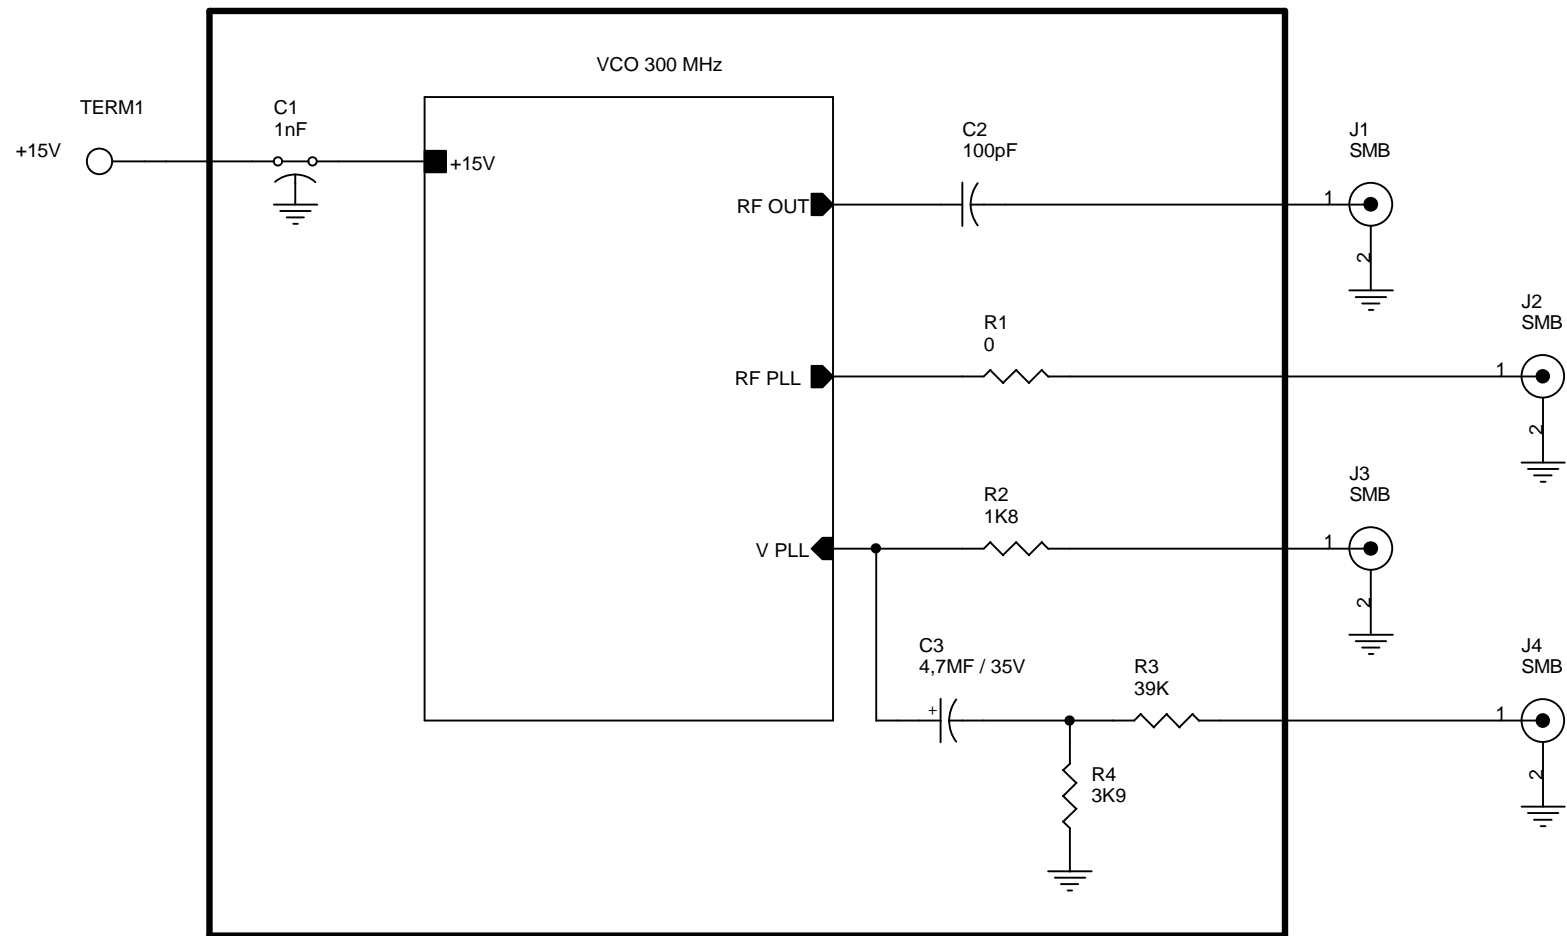 VCO 300 MHz
TERM1
+15V
C1
1nF
+15V
C2
100pF
J1
SMB
RF OUT
1
2
J2
SMB
R1
0
RF PLL
1
2
J3
SMB
R2
1K8
V PLL
1
2
C3
4,7MF / 35V
+
R3
39K
J4
SMB
1
2
R4
3K9